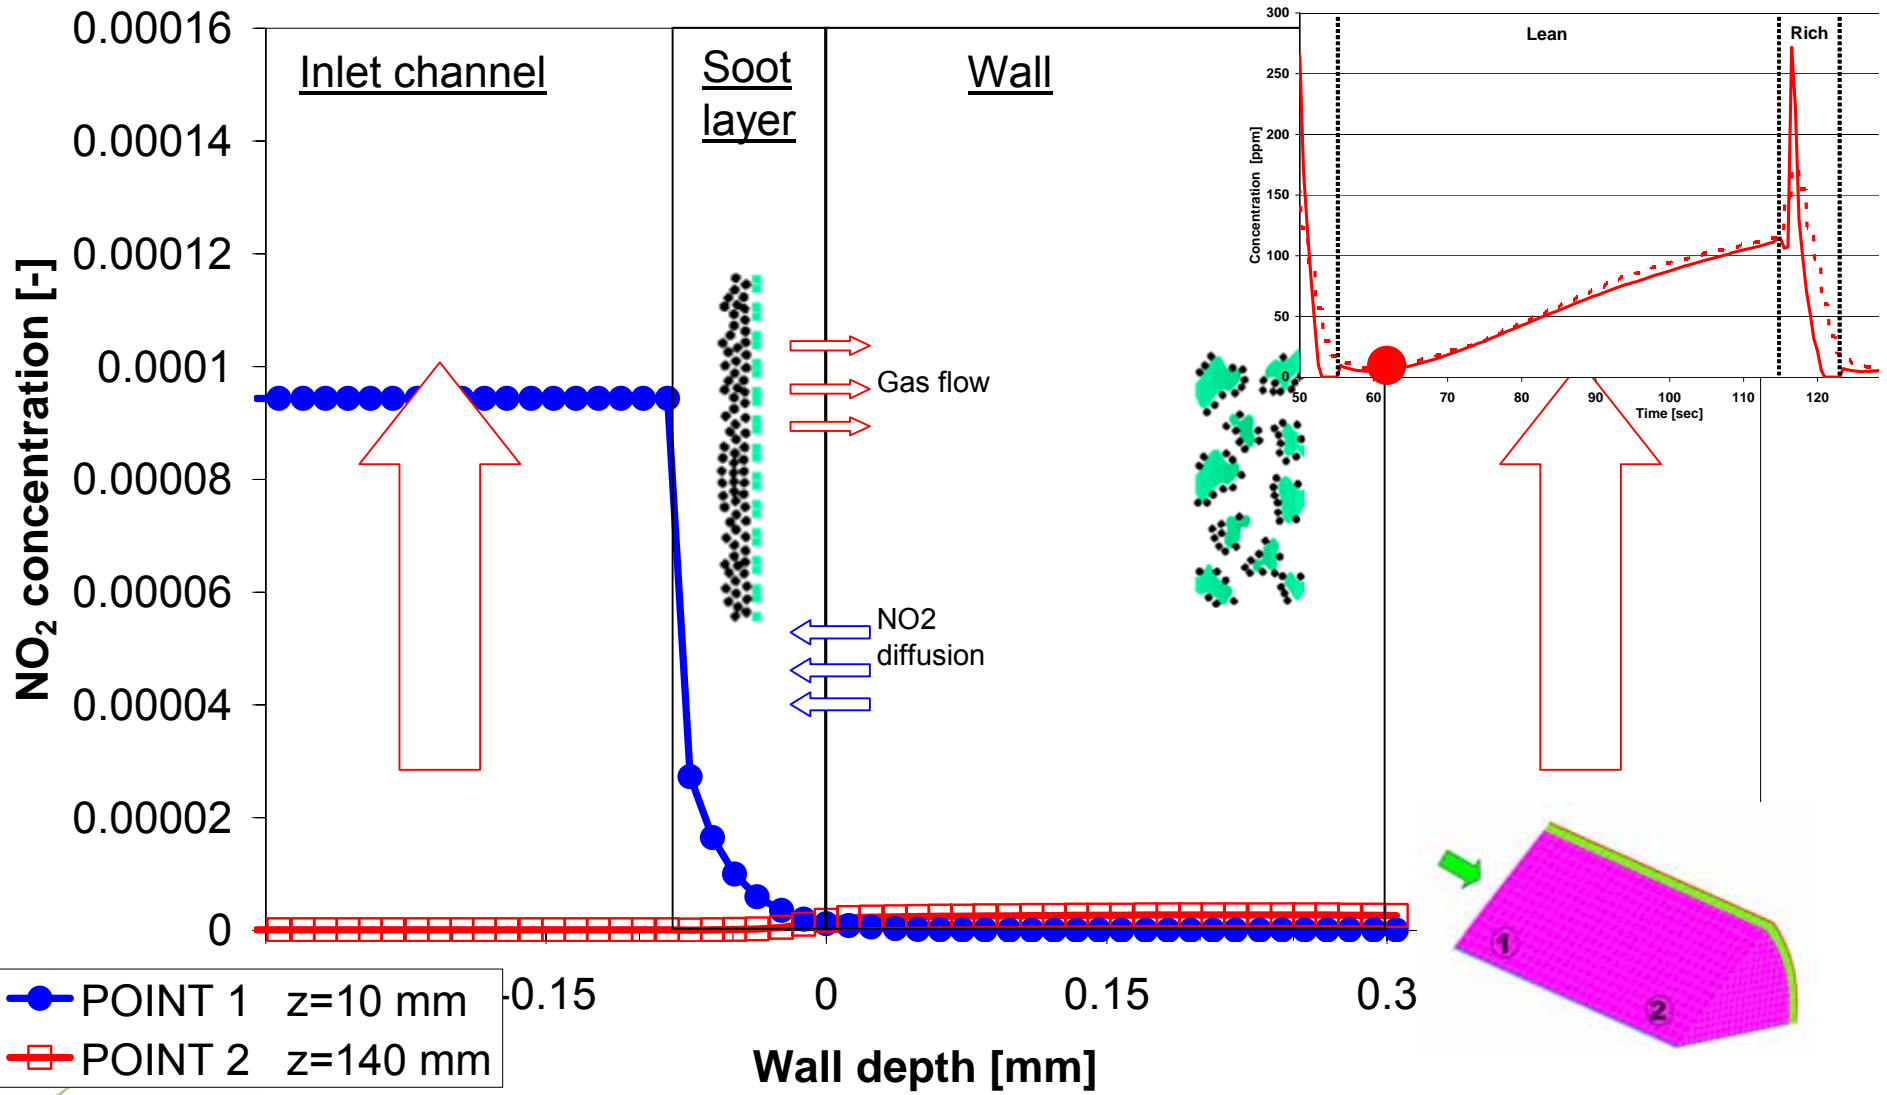 0.00016
0.00014
0.00012
0.0001
0.00008
0.00006
0.00004
0.00002
0
NO₂ concentration [-]
Inlet channel
Soot
layer
Wall
Gas flow
NO2
diffusion
-0.15
0
0.15
0.3
Wall depth [mm]
POINT 1 z=10 mm
POINT 2 z=140 mm
300
250
200
150
100
50
0
Concentration [ppm]
Lean
Rich
50
60
70
80
90
100
110
120
Time [sec]
1
2